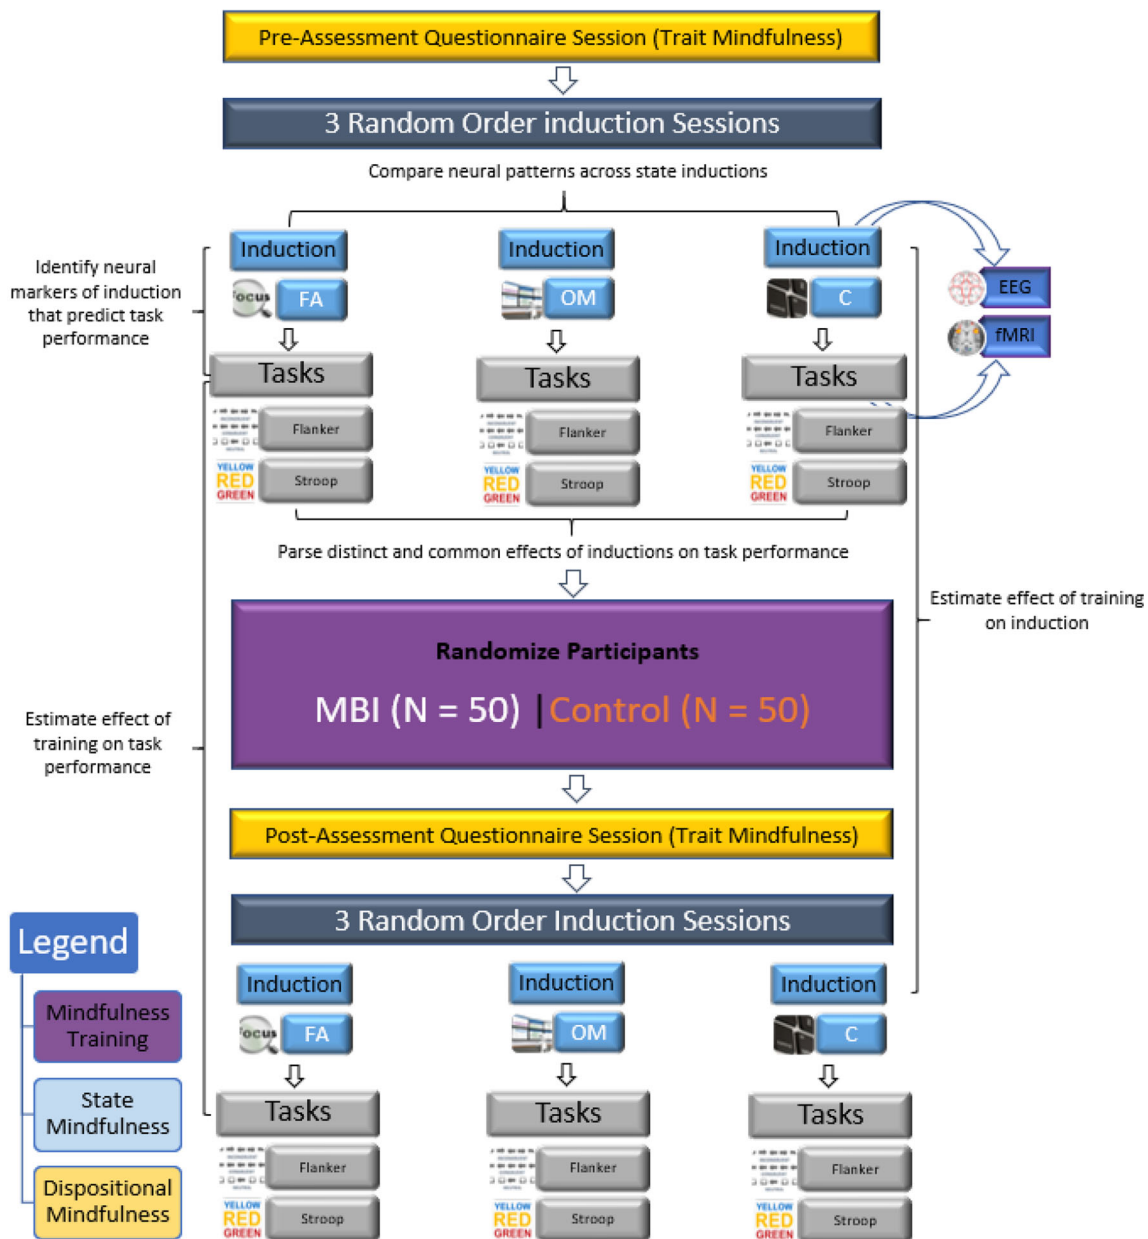 Pre-Assessment Questionnaire Session (Trait Mindfulness)
3 Random Order induction Sessions
Compare neural patterns across state inductions
Identify neural
markers of induction
that predict task
performance
Induction
Induction
Induction
Focus
FA
OM
C
EEG
fMRI
Tasks
Tasks
Tasks
Flanker
Flanker
Flanker
YELLOW
RED
GREEN
Stroop
YELLOW
RED
GREEN
Stroop
YELLOW
RED
GREEN
Stroop
Parse distinct and common effects of inductions on task performance
Estimate effect of training
on induction
Randomize Participants
MBI (N = 50) | Control (N = 50)
Estimate effect of
training on task
performance
Post-Assessment Questionnaire Session (Trait Mindfulness)
3 Random Order Induction Sessions
Induction
Induction
Induction
Focus
FA
OM
C
Tasks
Tasks
Tasks
Flanker
Flanker
Flanker
YELLOW
RED
GREEN
Stroop
YELLOW
RED
GREEN
Stroop
YELLOW
RED
GREEN
Stroop
Legend
Mindfulness
Training
State
Mindfulness
Dispositional
Mindfulness